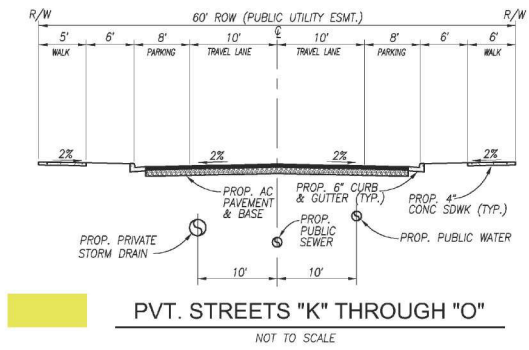 R/W R/W
60' ROW (PUBLIC UTILITY ESMT.)
℄
5' 6' 8' 10' 10' 8' 6' 6'
WALK PARKING TRAVEL LANE TRAVEL LANE PARKING WALK
2% 2% 2% 2%
PROP. AC
PAVEMENT
& BASE
PROP. 6" CURB
& GUTTER (TYP.)
PROP. 4"
CONC SDWK (TYP.)
PROP. PRIVATE
STORM DRAIN
PROP.
PUBLIC
SEWER
PROP. PUBLIC WATER
10' 10'
PVT. STREETS "K" THROUGH "O"
NOT TO SCALE